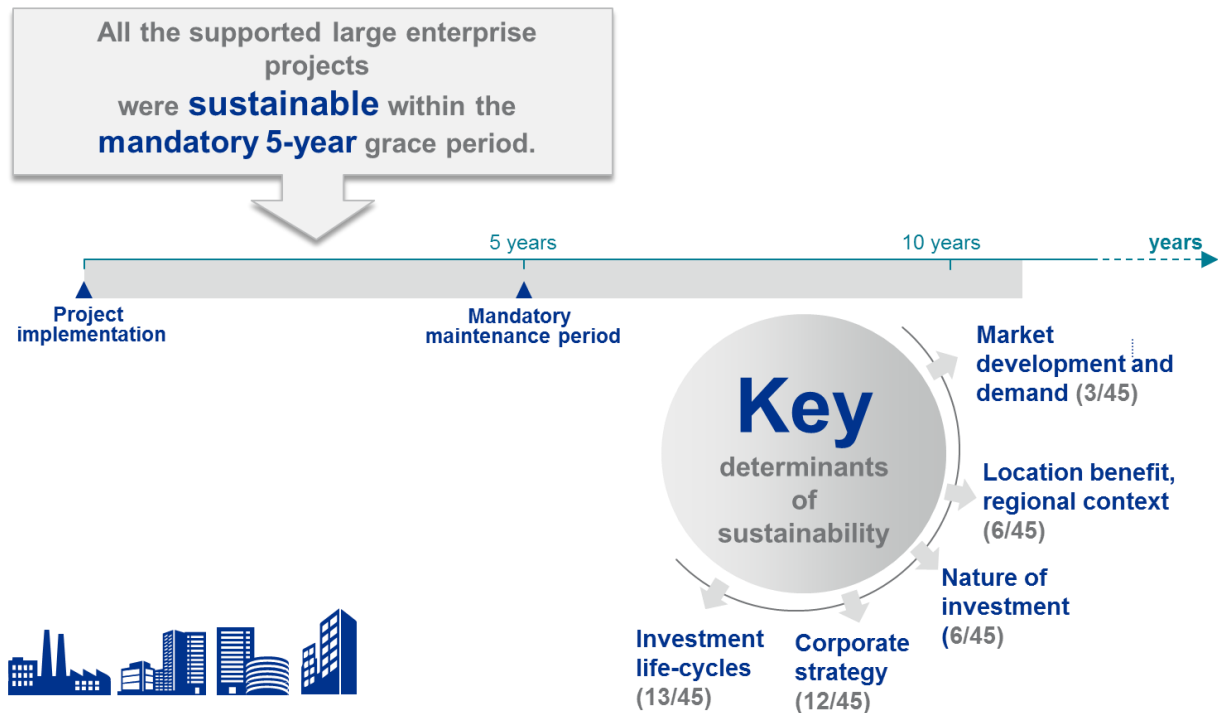 All the supported large enterprise
projects
were sustainable within the
mandatory 5-year grace period.
5 years
10 years
years
Project
implementation
Mandatory
maintenance period
Key
determinants
of
sustainability
Market
development and
demand (3/45)
Location benefit,
regional context
(6/45)
Nature of
investment
(6/45)
Corporate
strategy
(12/45)
Investment
life-cycles
(13/45)